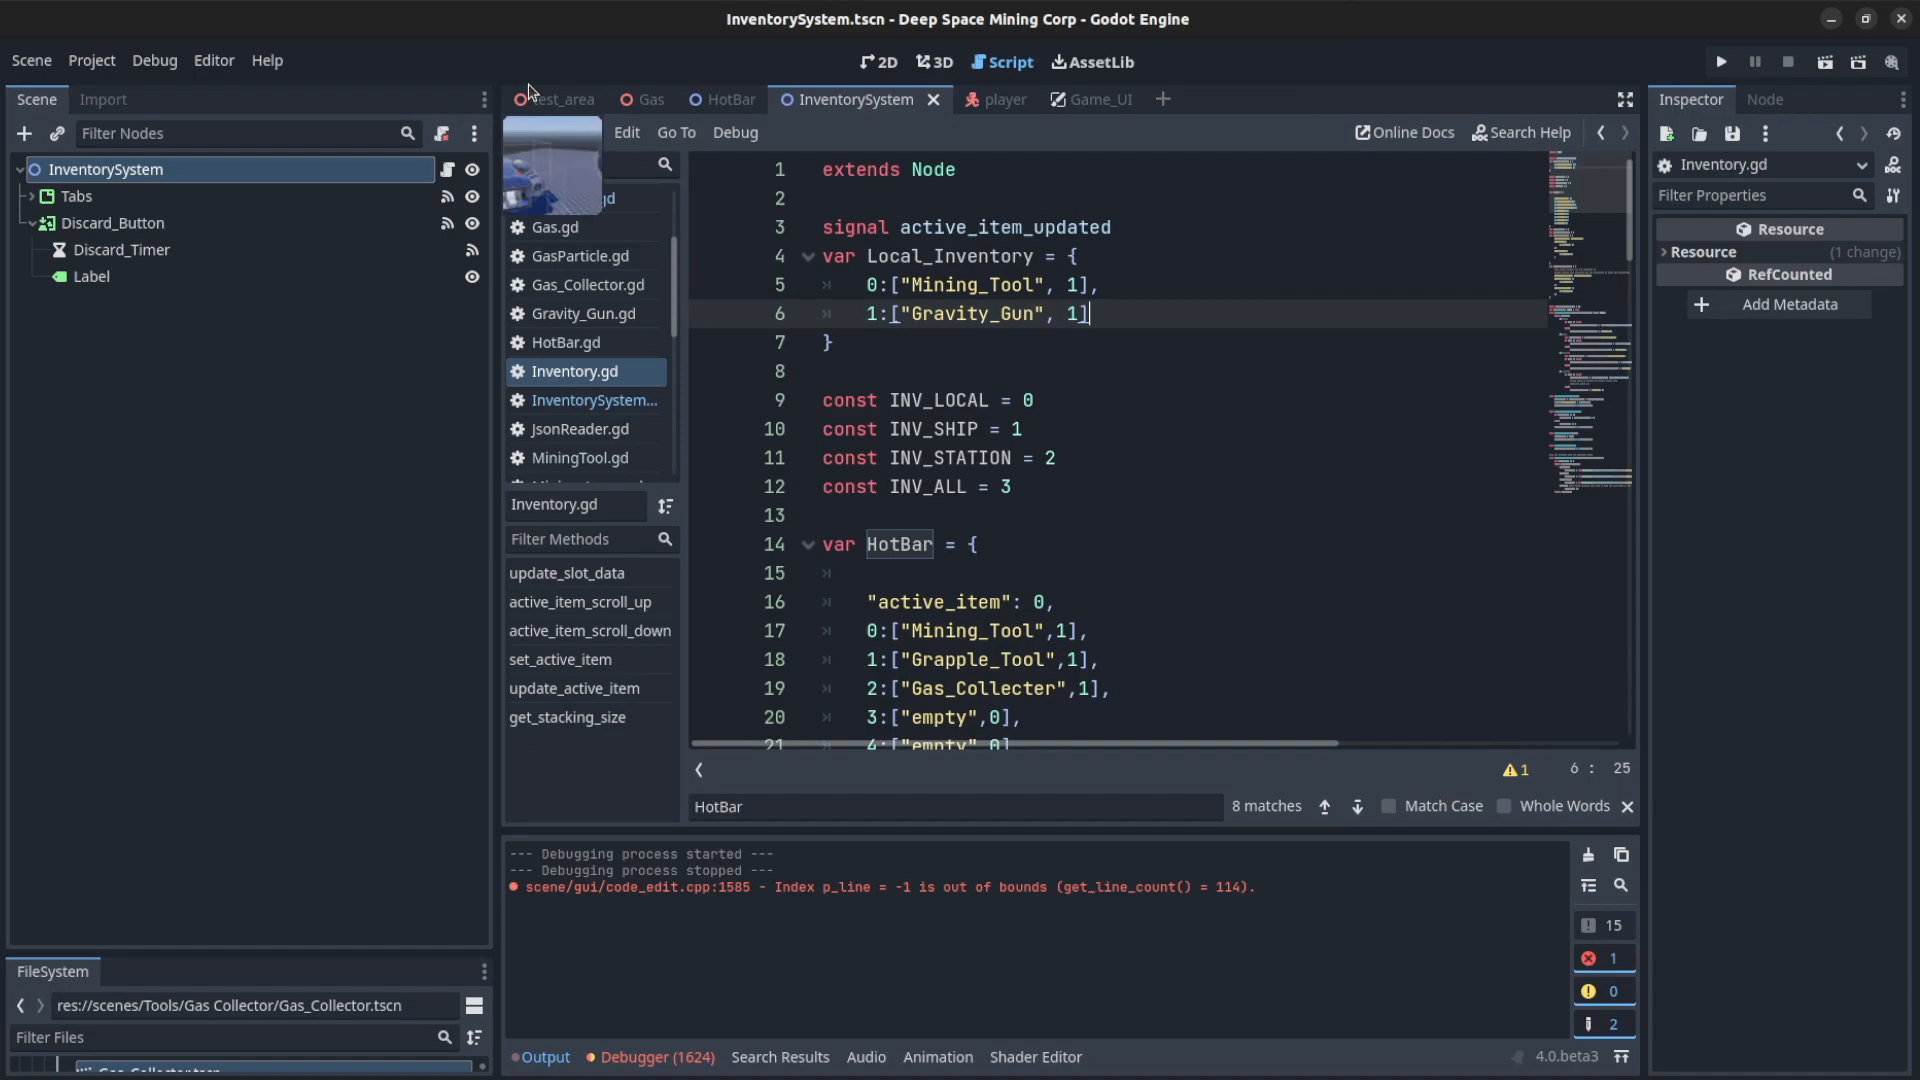 InventorySystem.tscn - Deep Space Mining Corp - Godot Engine
Scene Project Debug Editor Help
2D 3D Script AssetLib
Scene Import
Filter Nodes
InventorySystem
Tabs
Discard_Button
Discard_Timer
Label
FileSystem
res://scenes/Tools/Gas Collector/Gas_Collector.tscn
Filter Files
Gas_Collector.tscn
test_area Gas HotBar InventorySystem player Game_UI
Edit Go To Debug
Online Docs Search Help
Gas.gd
GasParticle.gd
Gas_Collector.gd
Gravity_Gun.gd
HotBar.gd
Inventory.gd
InventorySystem...
JsonReader.gd
MiningTool.gd
Inventory.gd
Filter Methods
update_slot_data
active_item_scroll_up
active_item_scroll_down
set_active_item
update_active_item
get_stacking_size
1 extends Node
2
3 signal active_item_updated
4 var Local_Inventory = {
5 0:["Mining_Tool", 1],
6 1:["Gravity_Gun", 1]
7 }
8
9 const INV_LOCAL = 0
10 const INV_SHIP = 1
11 const INV_STATION = 2
12 const INV_ALL = 3
13
14 var HotBar = {
15
16 "active_item": 0,
17 0:["Mining_Tool",1],
18 1:["Grapple_Tool",1],
19 2:["Gas_Collecter",1],
20 3:["empty",0],
21 4:["empty",0]
1 6 : 25
HotBar 8 matches Match Case Whole Words
--- Debugging process started ---
--- Debugging process stopped ---
scene/gui/code_edit.cpp:1585 - Index p_line = -1 is out of bounds (get_line_count() = 114).
15
1
0
2
Output Debugger (1624) Search Results Audio Animation Shader Editor
4.0.beta3
Inspector Node
Inventory.gd
Filter Properties
Resource
Resource (1 change)
RefCounted
Add Metadata